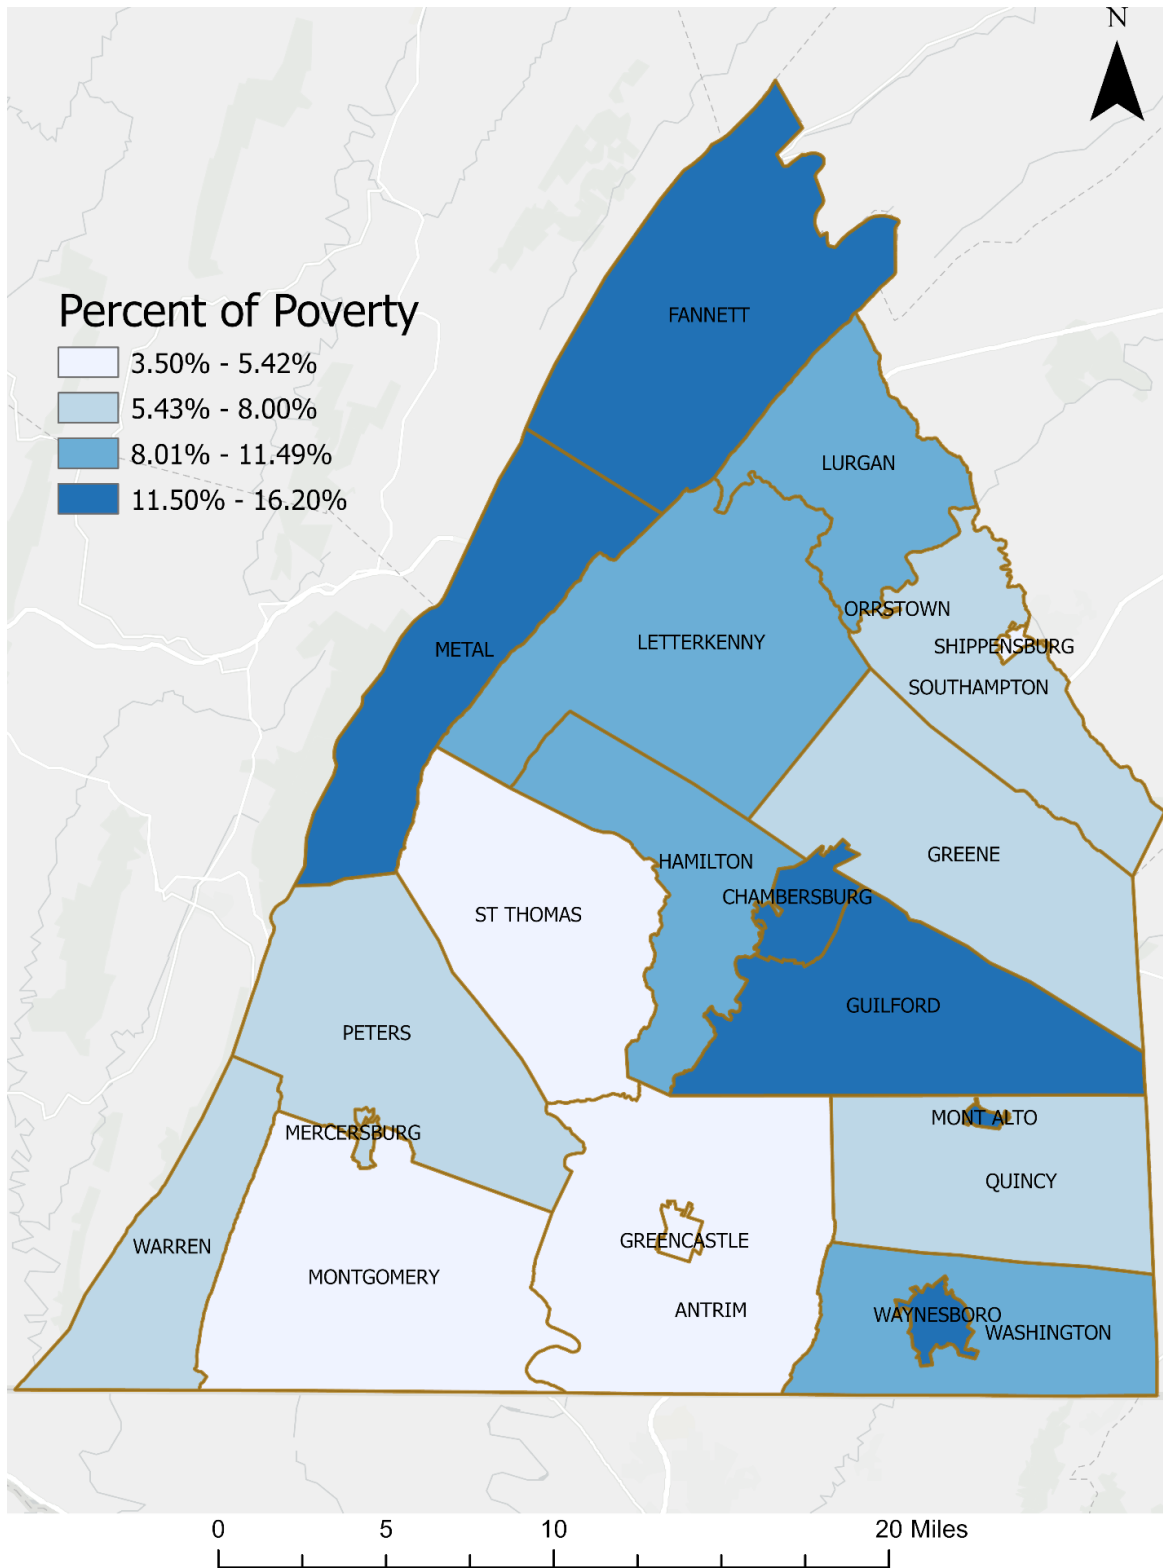 N
FANNETT
Percent of Poverty
3.50% - 5.42%
5.43% - 8.00%
8.01% - 11.49%
11.50% - 16.20%
LURGAN
ORRSTOWN
LETTERKENNY
METAL
SHIPPENSBURG
SOUTHAMPTON
GREENE
HAMILTON
CHAMBERSBURG
ST THOMAS
GUILFORD
PETERS
MONT ALTO
MERCERSBURG
QUINCY
GREENCASTLE
WARREN
MONTGOMERY
ANTRIM
WAYNESBORO
WASHINGTON
0 5 10 20 Miles